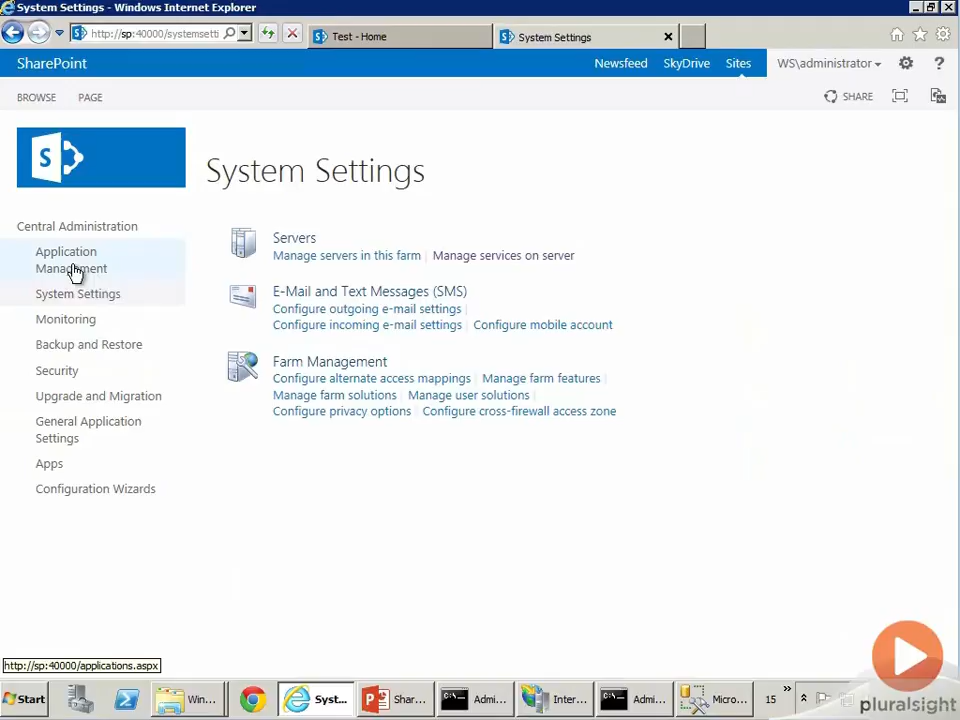 System Settings - Windows Internet Explorer
http://sp:40000/systemsetti
Test - Home
System Settings
SharePoint
Newsfeed
SkyDrive
Sites
WS\administrator
?
BROWSE
PAGE
SHARE
S
System Settings
Central Administration
Application
Management
System Settings
Monitoring
Backup and Restore
Security
Upgrade and Migration
General Application
Settings
Apps
Configuration Wizards
Servers
Manage servers in this farm
Manage services on server
E-Mail and Text Messages (SMS)
Configure outgoing e-mail settings
Configure incoming e-mail settings
Configure mobile account
Farm Management
Configure alternate access mappings
Manage farm features
Manage farm solutions
Manage user solutions
Configure privacy options
Configure cross-firewall access zone
http://sp:40000/applications.aspx
Start
Win...
Syst...
Shar...
Admi...
Inter...
Admi...
Micro...
15
pluralsight